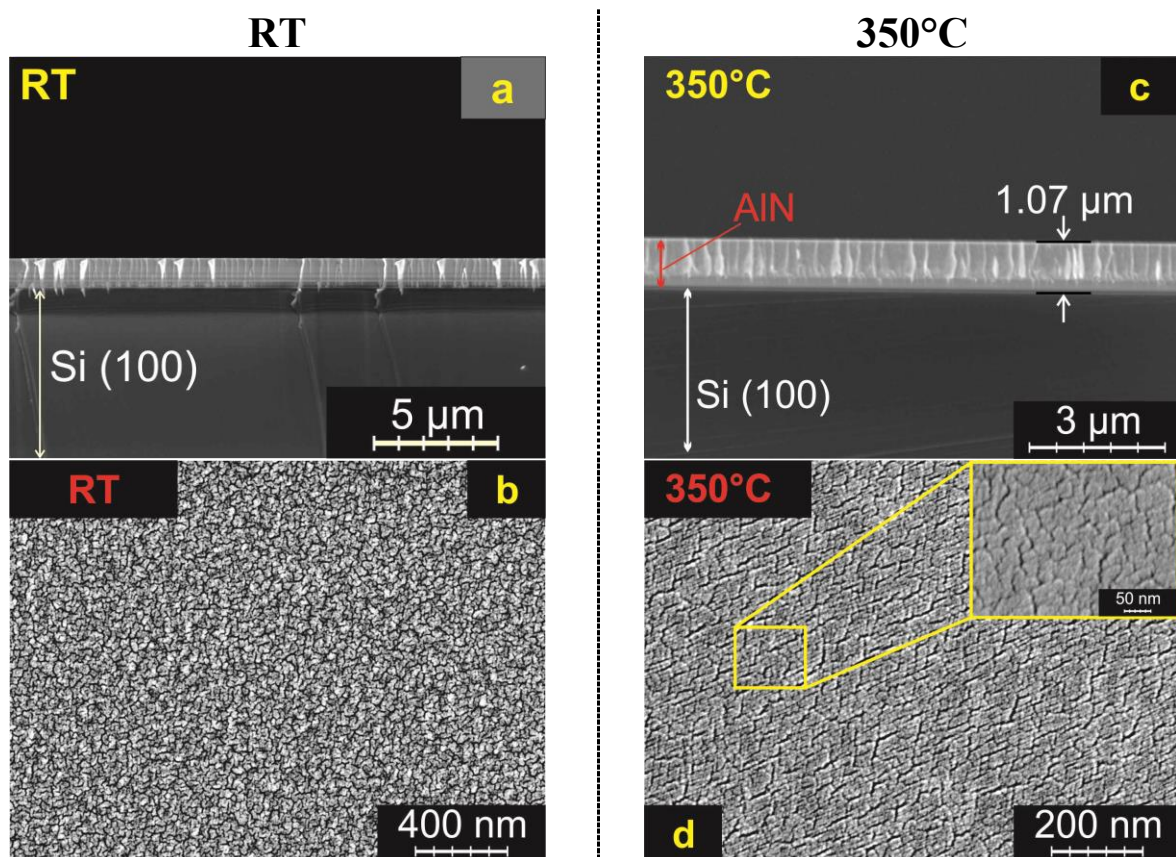 RT
350°C
RT
a
Si (100)
5 µm
350°C
c
AlN
1.07 µm
Si (100)
3 µm
RT
b
400 nm
350°C
50 nm
d
200 nm